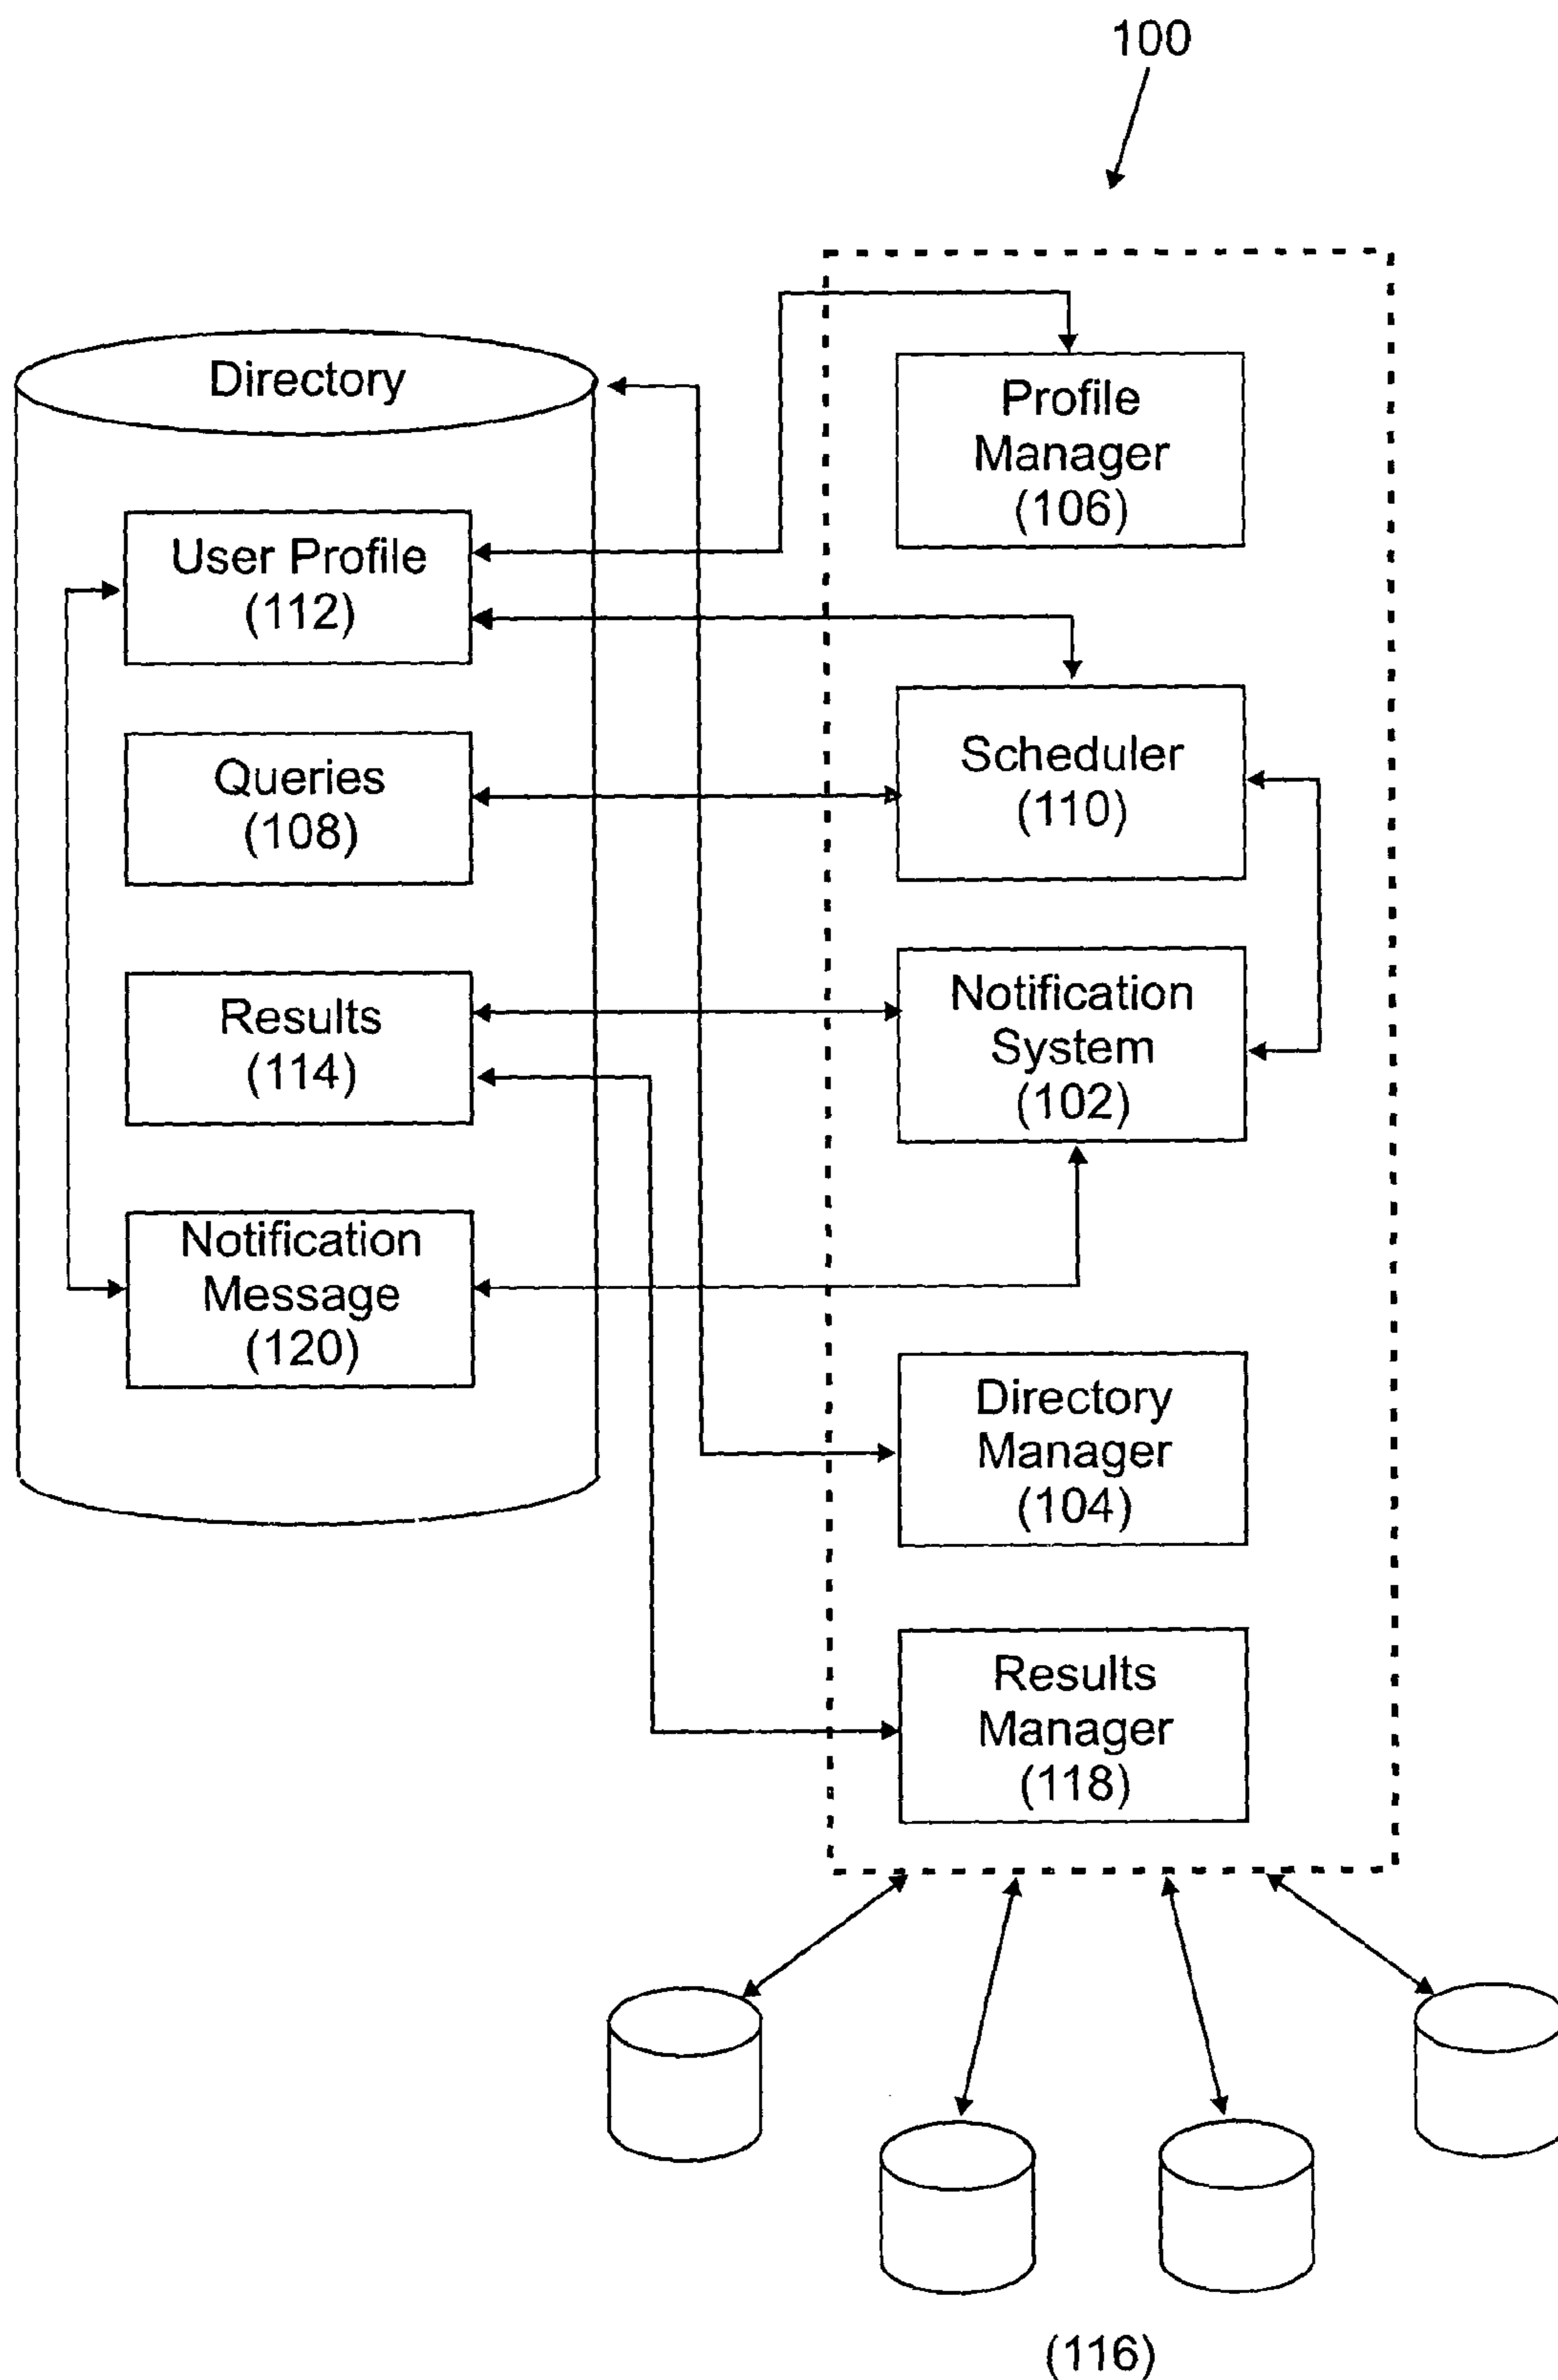 100
Directory
User Profile
(112)
Queries
(108)
Results
(114)
Notification
Message
(120)
Profile
Manager
(106)
Scheduler
(110)
Notification
System
(102)
Directory
Manager
(104)
Results
Manager
(118)
(116)